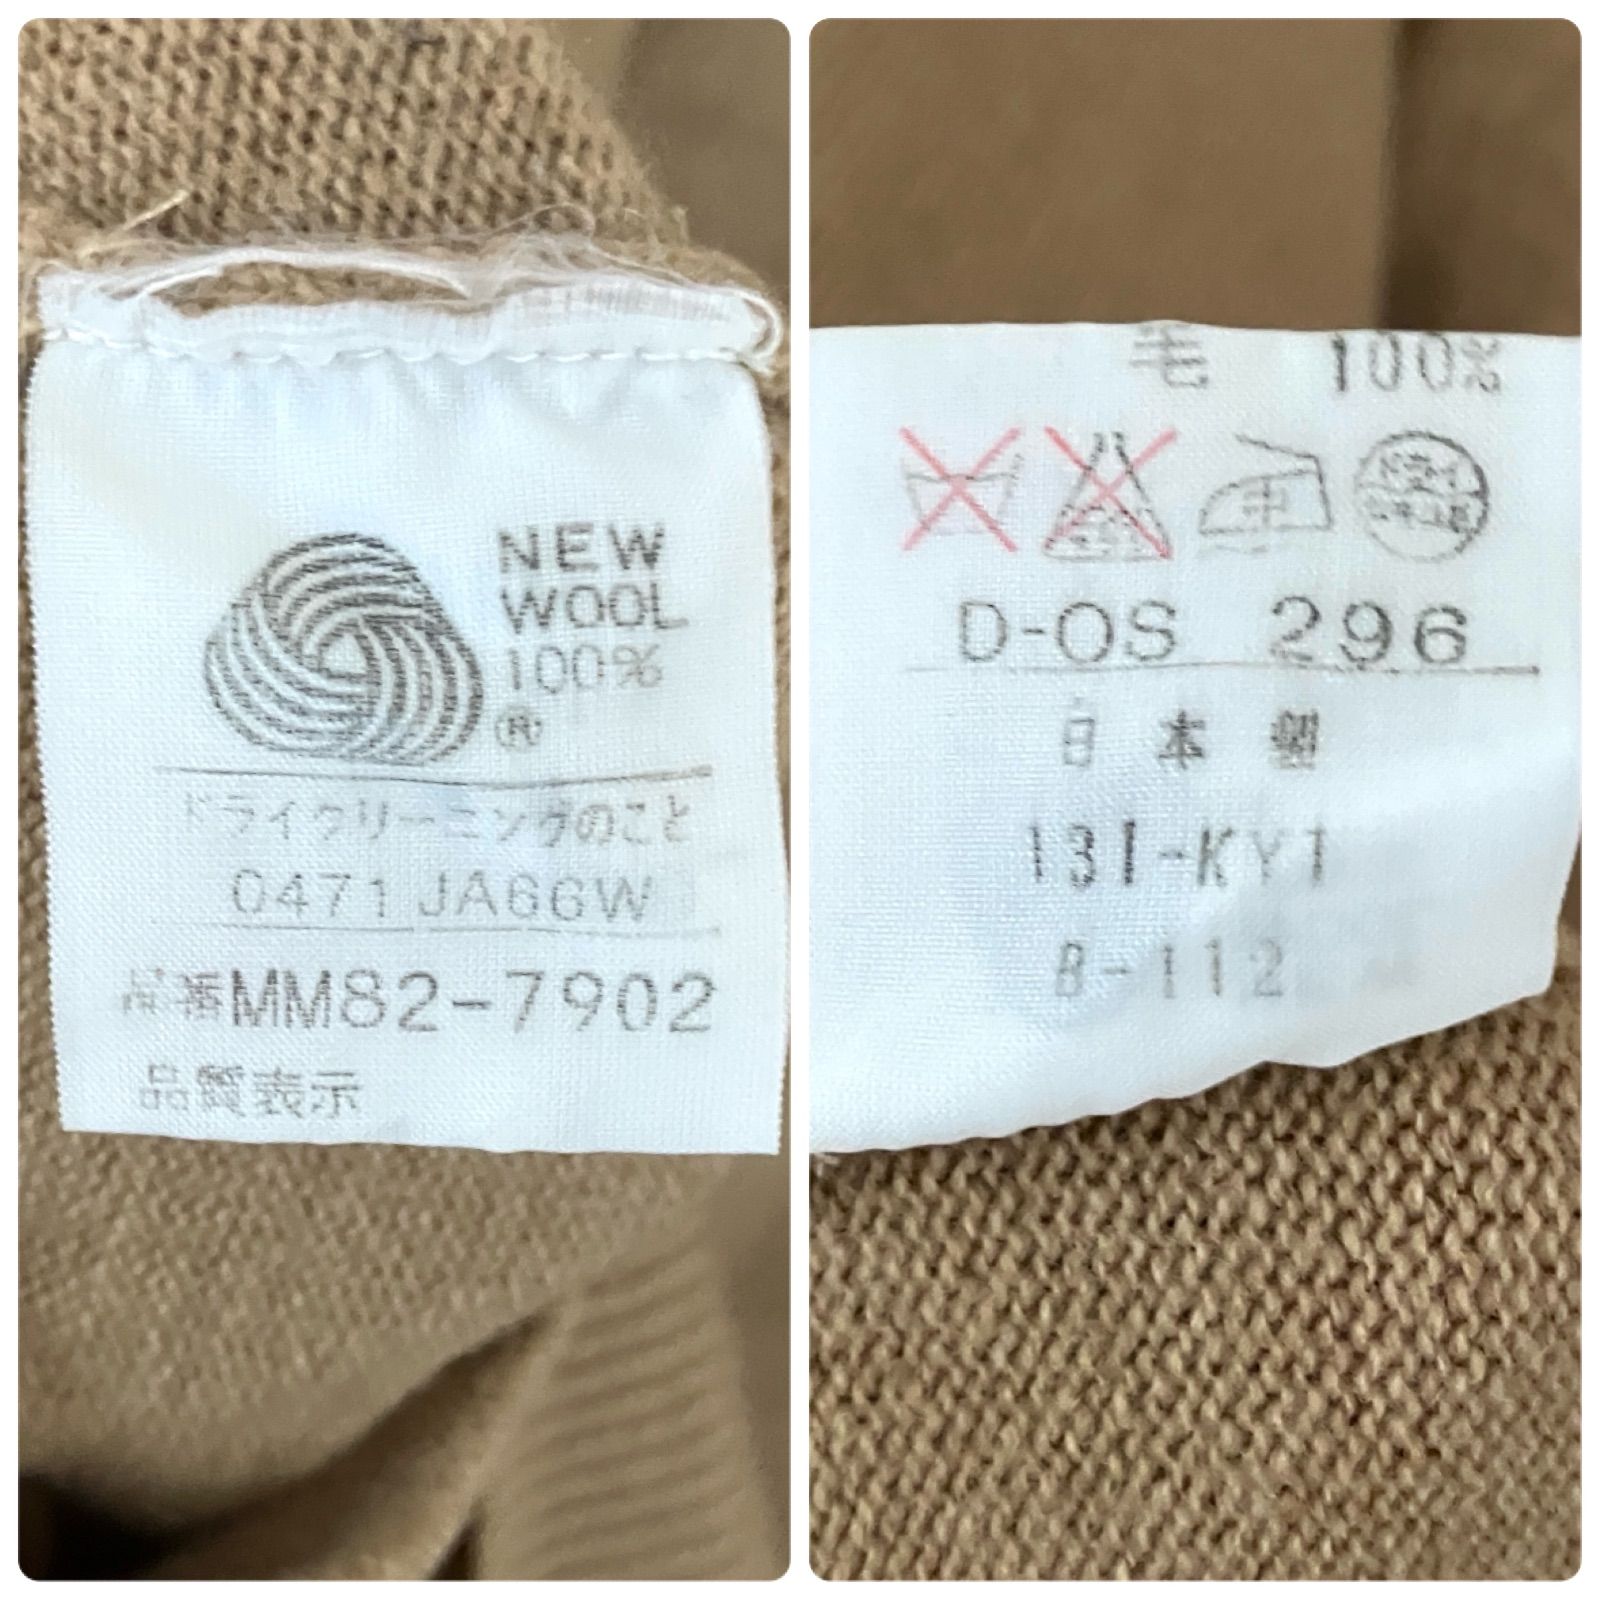 NEW
WOOL
100%
®
ドライクリーニングのこと
0471 JA66W
品番MM82-7902
品質表示
毛 100%
中
D-OS 296
日本製
131-KY1
B-112